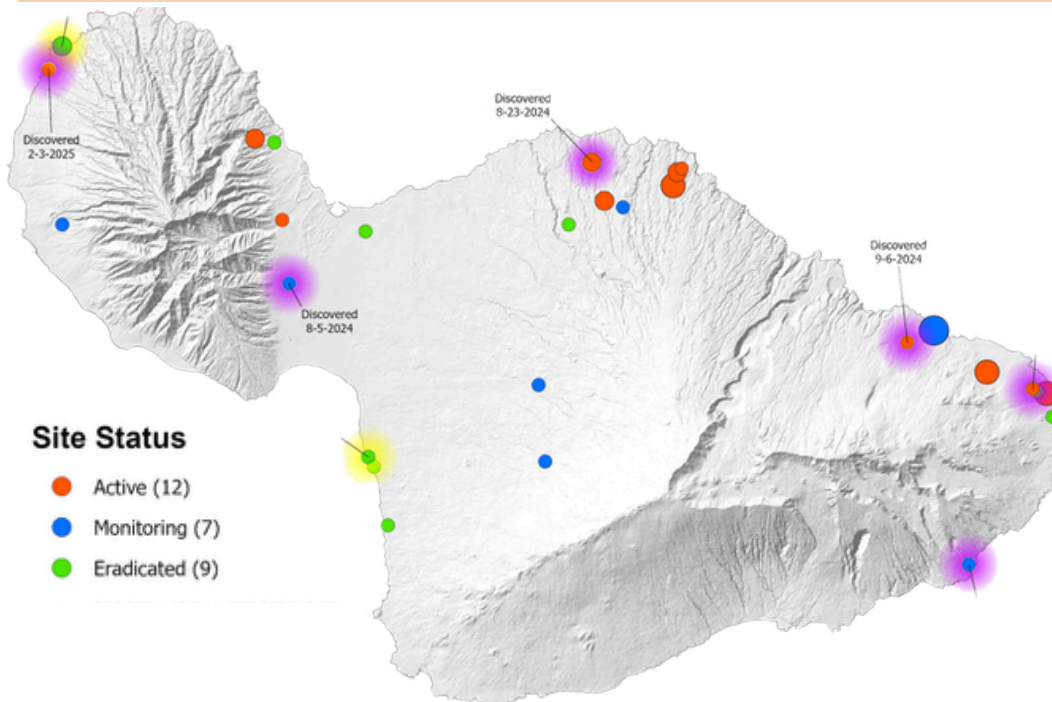 Discovered
8-23-2024
Discovered
2-3-2025
Discovered
9-6-2024
Discovered
8-5-2024
Site Status
Active (12)
Monitoring (7)
Eradicated (9)